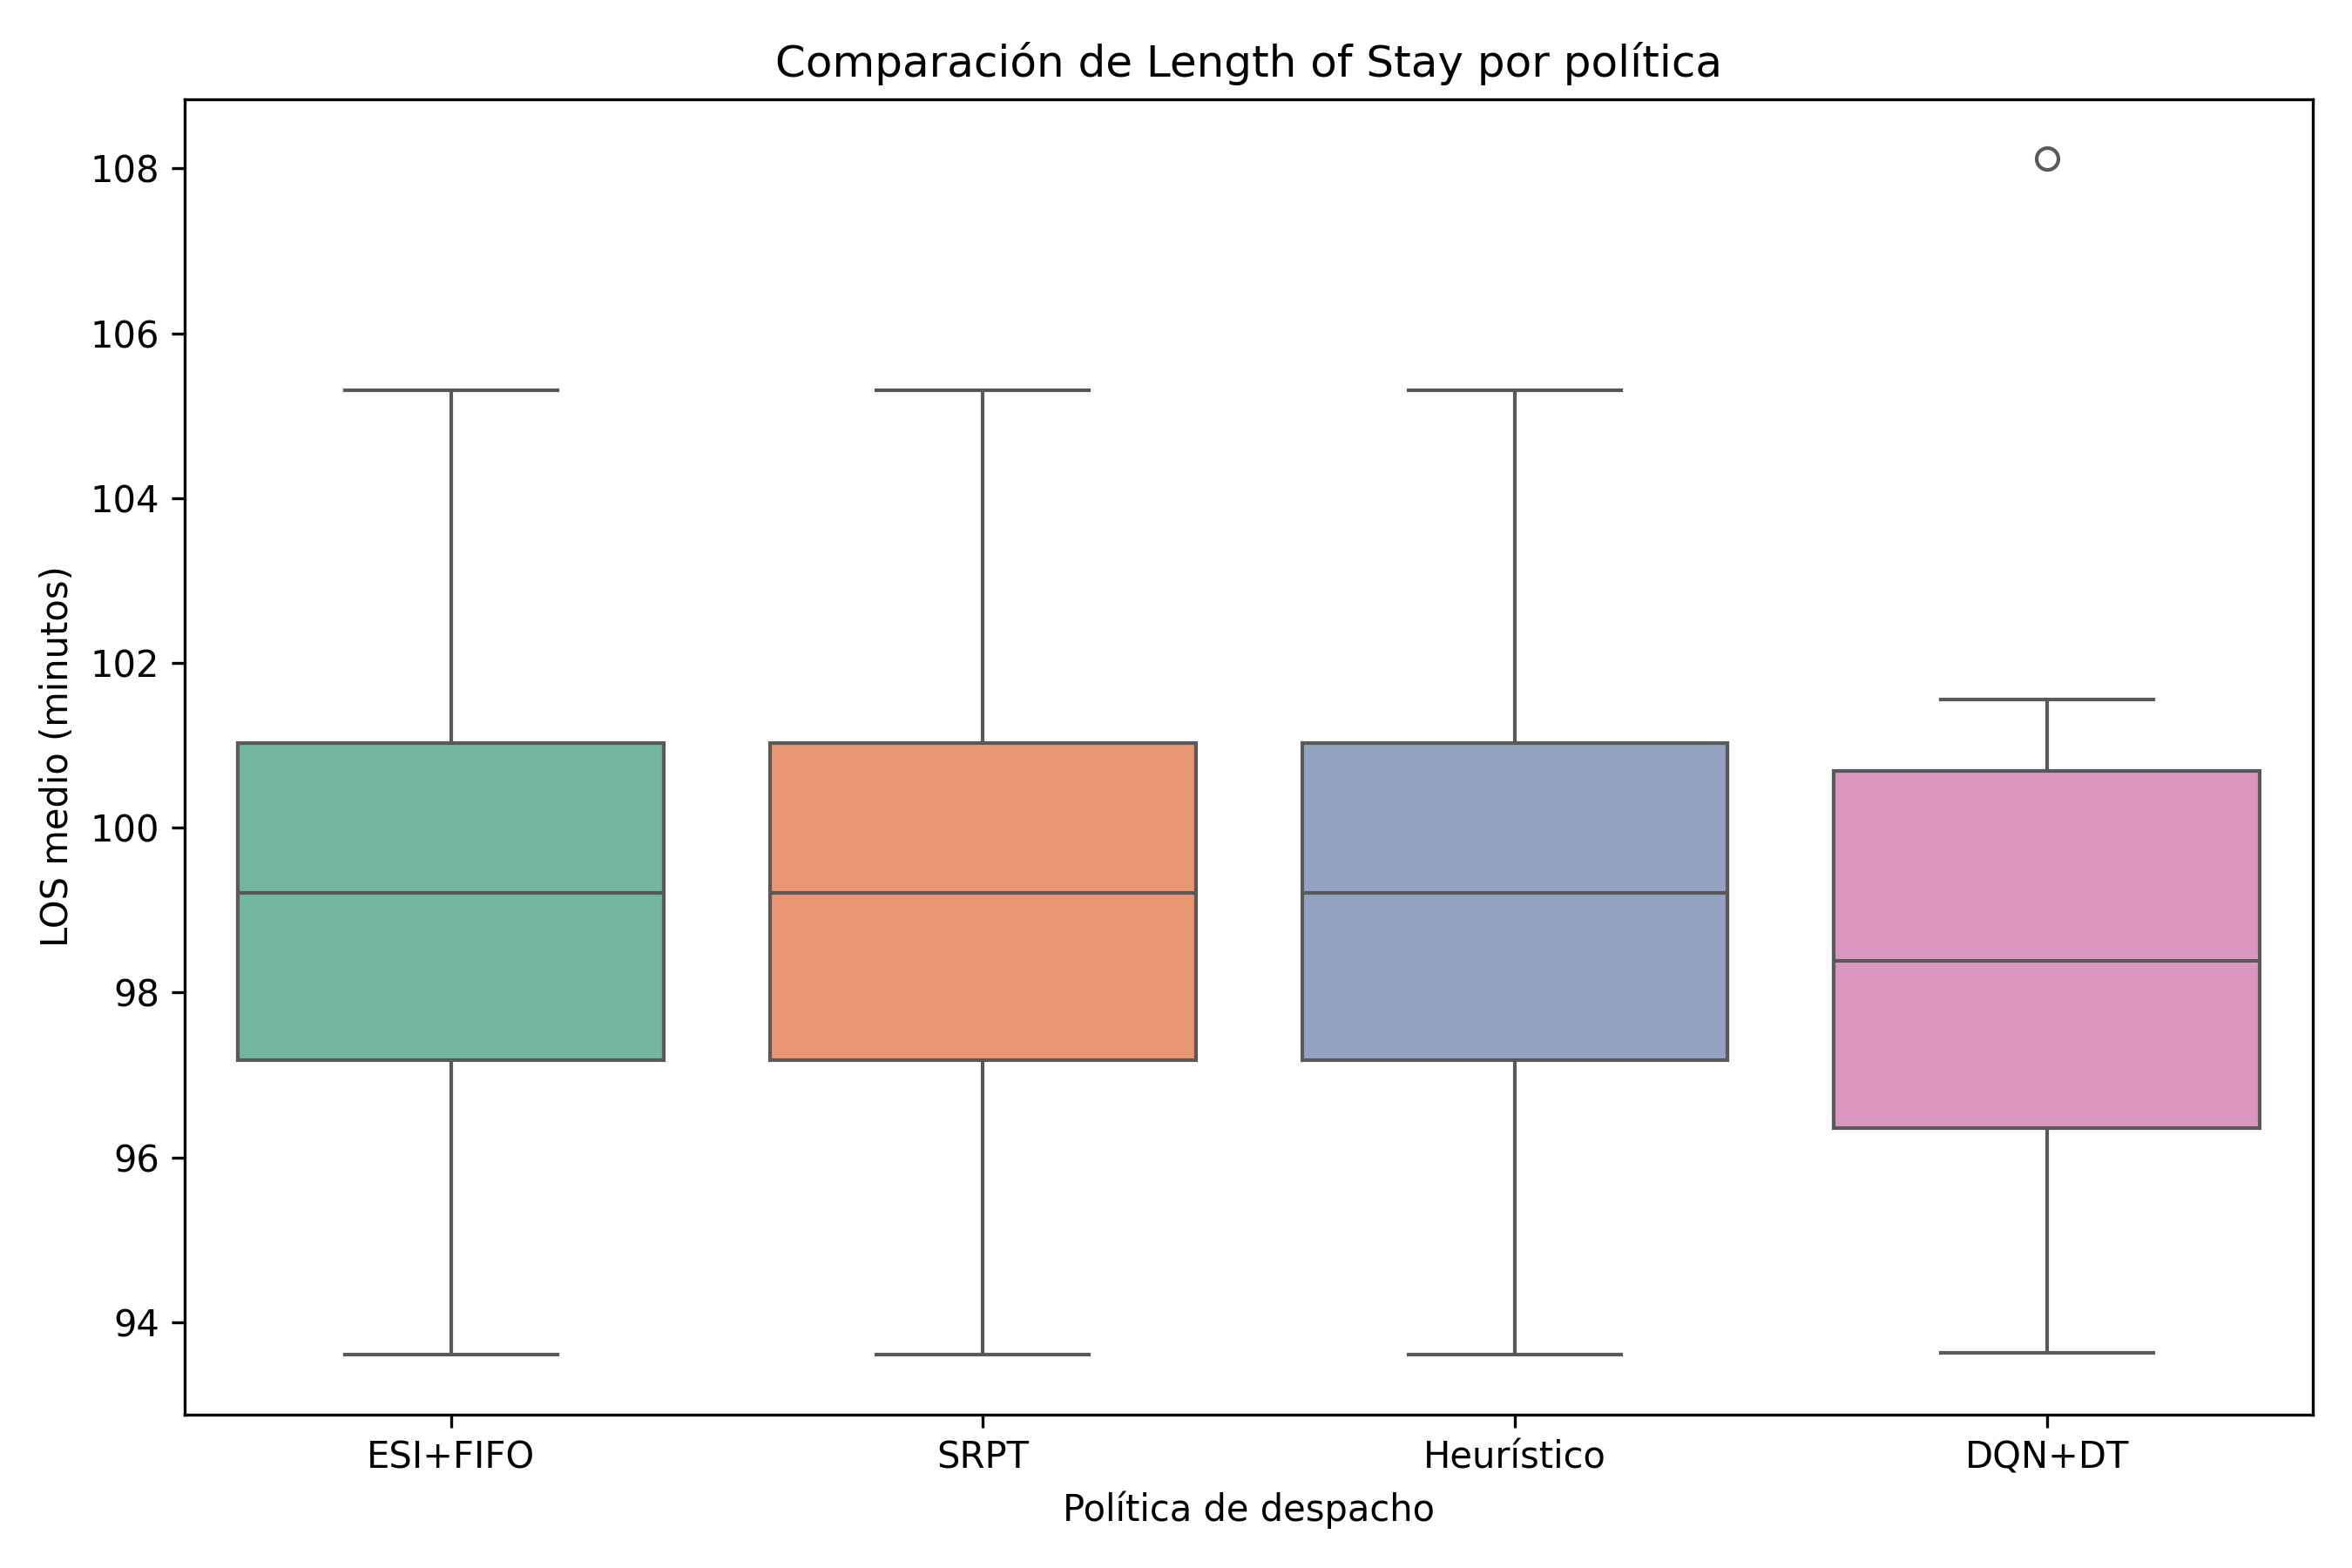 Comparación de Length of Stay por política
LOS medio (minutos)
108
106
104
102
100
98
96
94
ESI+FIFO
SRPT
Heurístico
DQN+DT
Política de despacho